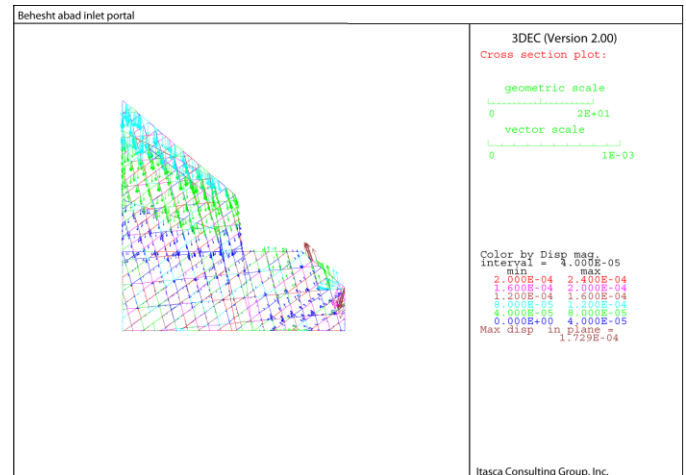 Behesht abad inlet portal
3DEC (Version 2.00)
Cross section plot:
geometric scale
0 2E+01
vector scale
0 1E-03
Color by Disp mag.
interval = 4.000E-05
min max
2.000E-04 2.400E-04
1.600E-04 2.000E-04
1.200E-04 1.600E-04
8.000E-05 1.200E-04
4.000E-05 8.000E-05
0.000E+00 4.000E-05
Max disp in plane =
1.729E-04
Itasca Consulting Group, Inc.